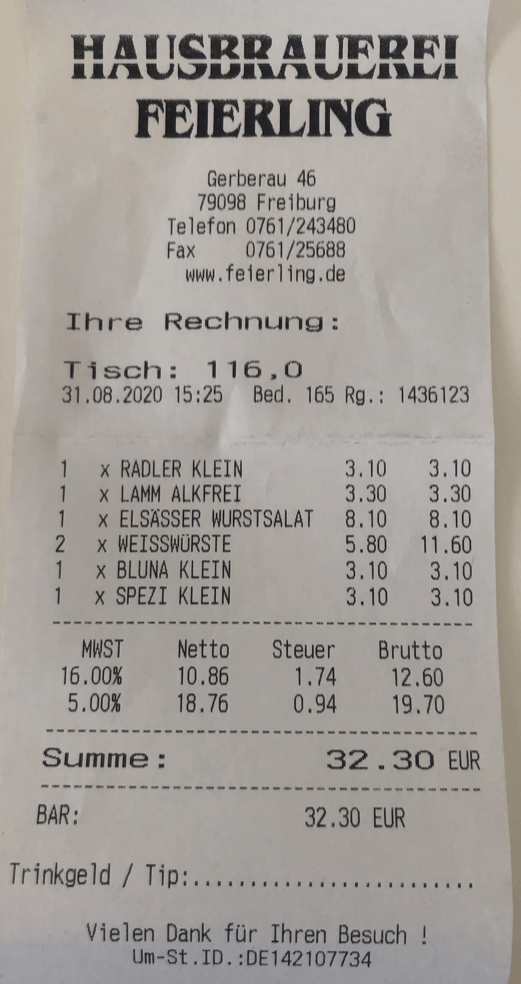 HAUSBRAUEREI
FEIERLING
Gerberau 46
79098 Freiburg
Telefon 0761/243480
Fax 0761/25688
www.feierling.de
Ihre Rechnung:
Tisch: 116,0
31.08.2020 15:25 Bed. 165 Rg.: 1436123
1 x RADLER KLEIN 3.10 3.10
1 x LAMM ALKFREI 3.30 3.30
1 x ELSÄSSER WURSTSALAT 8.10 8.10
2 x WEISSWÜRSTE 5.80 11.60
1 x BLUNA KLEIN 3.10 3.10
1 x SPEZI KLEIN 3.10 3.10
MWST Netto Steuer Brutto
16.00% 10.86 1.74 12.60
5.00% 18.76 0.94 19.70
Summe: 32.30 EUR
BAR: 32.30 EUR
Trinkgeld / Tip:.........................
Vielen Dank für Ihren Besuch !
Um-St.ID.:DE142107734